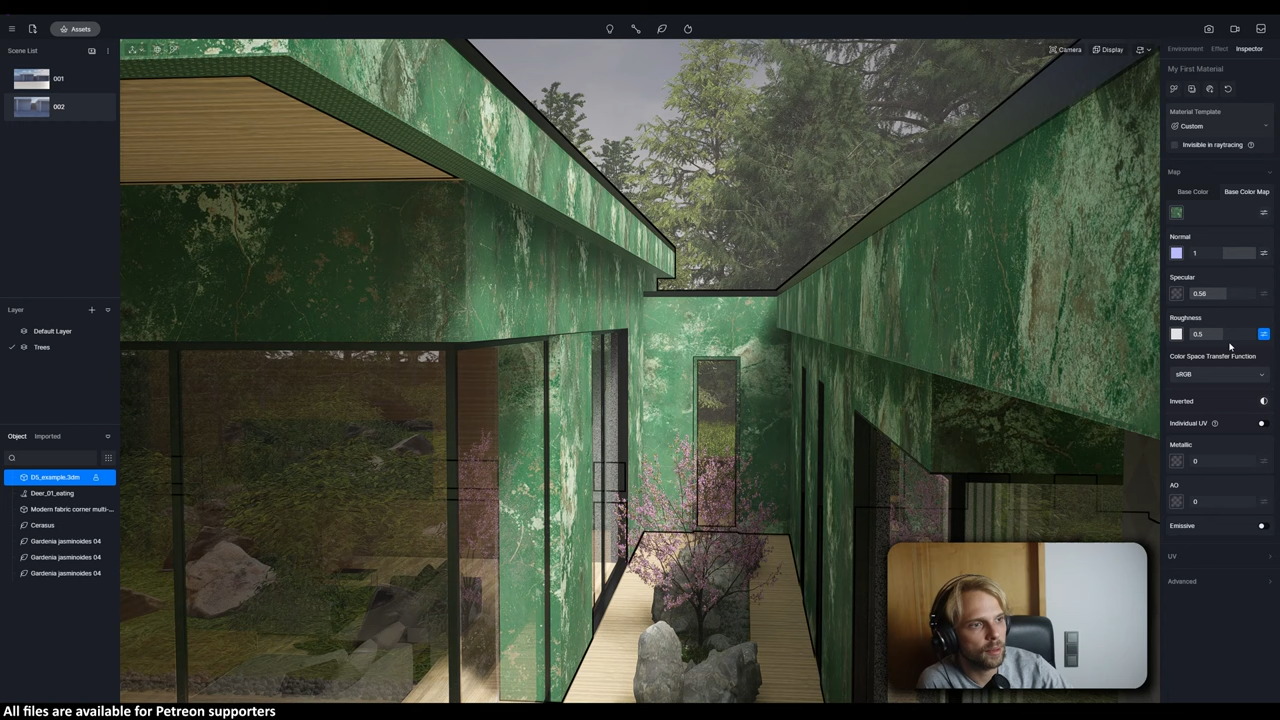 Assets
Scene List
001
002
Layer
Default Layer
Trees
Object
Imported
D5_example.3dm
Deer_01_eating
Modern fabric corner multi-...
Cerasus
Gardenia jasminoides 04
Gardenia jasminoides 04
Gardenia jasminoides 04
Camera
Display
Environment
Effect
Inspector
My First Material
Material Template
Custom
Invisible in raytracing
Map
Base Color
Base Color Map
Normal
1
Specular
0.56
Roughness
0.5
Color Space Transfer Function
sRGB
Inverted
Individual UV
Metallic
0
AO
0
Emissive
UV
Advanced
All files are available for Petreon supporters